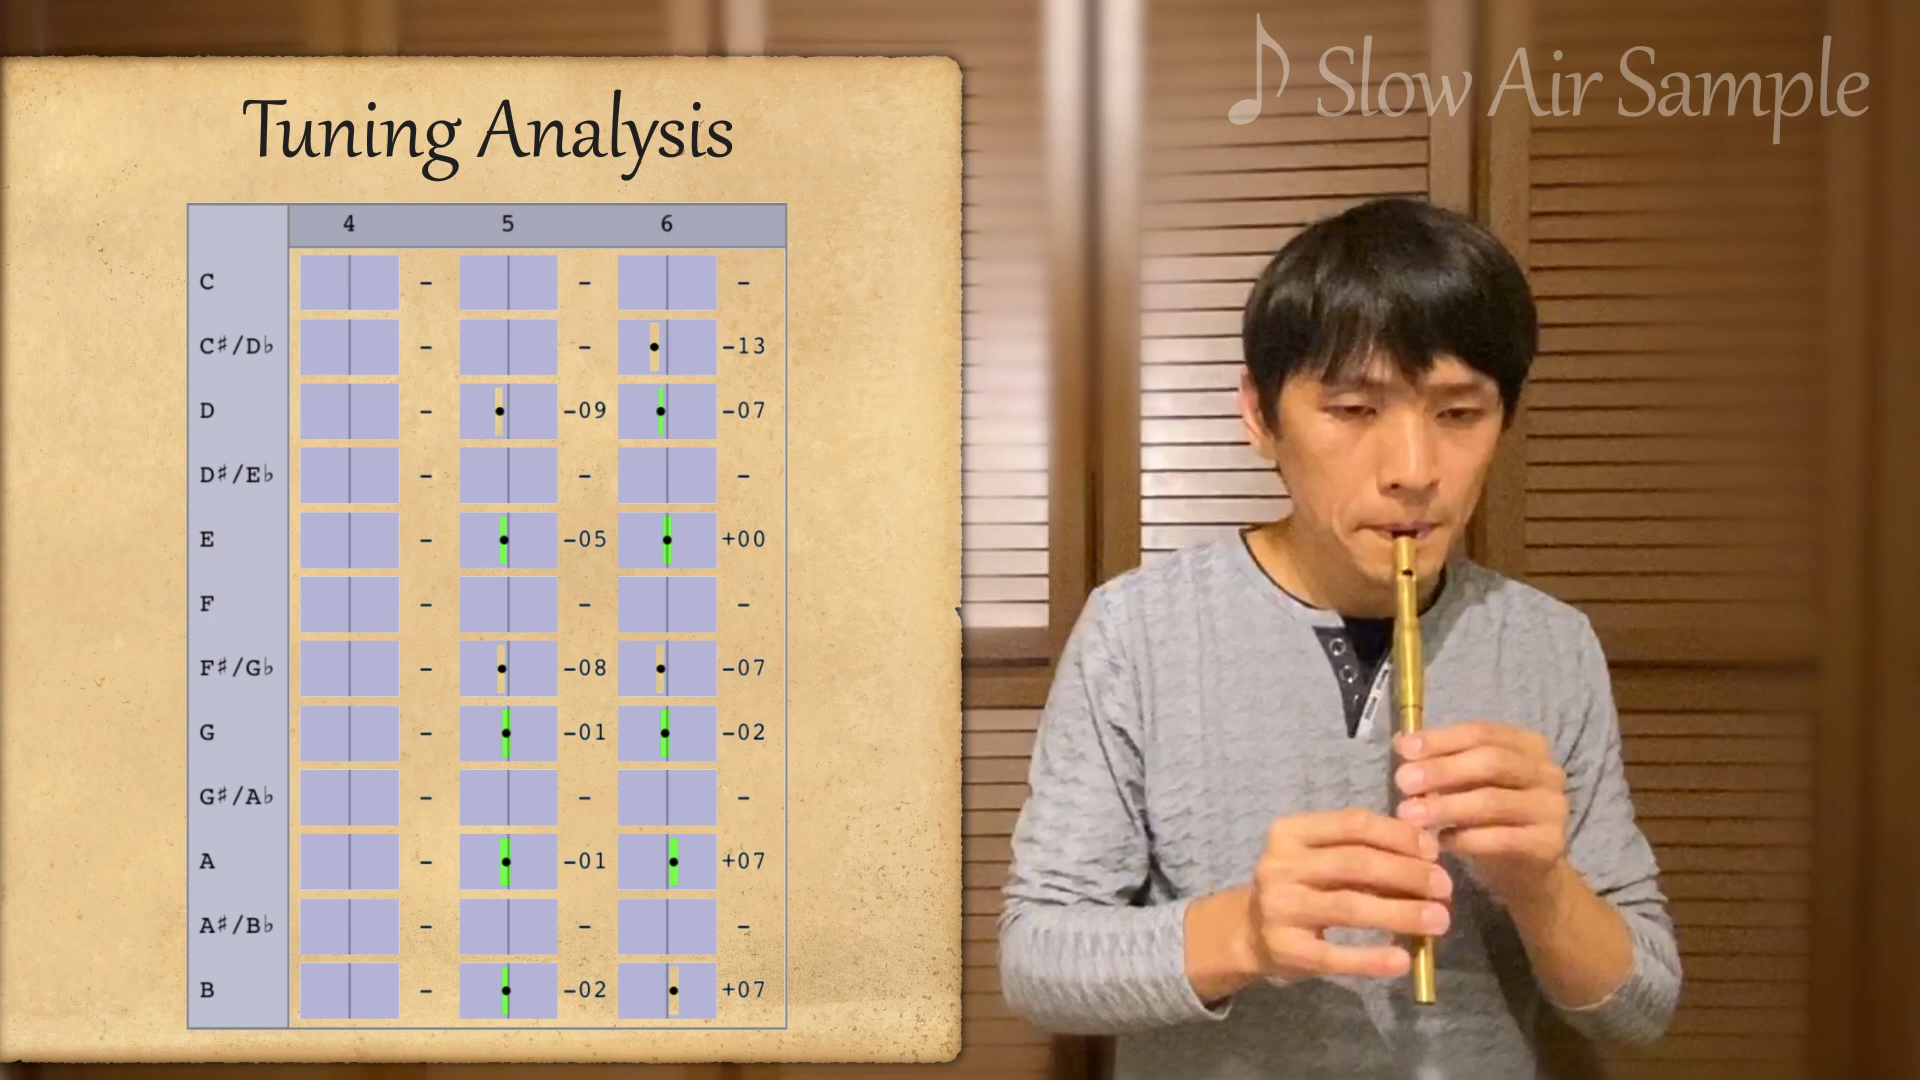 ♪ Slow Air Sample
Tuning Analysis
4 5 6
C - - -
C♯/D♭ - - -13
D - -09 -07
D♯/E♭ - - -
E - -05 +00
F - - -
F♯/G♭ - -08 -07
G - -01 -02
G♯/A♭ - - -
A - -01 +07
A♯/B♭ - - -
B - -02 +07